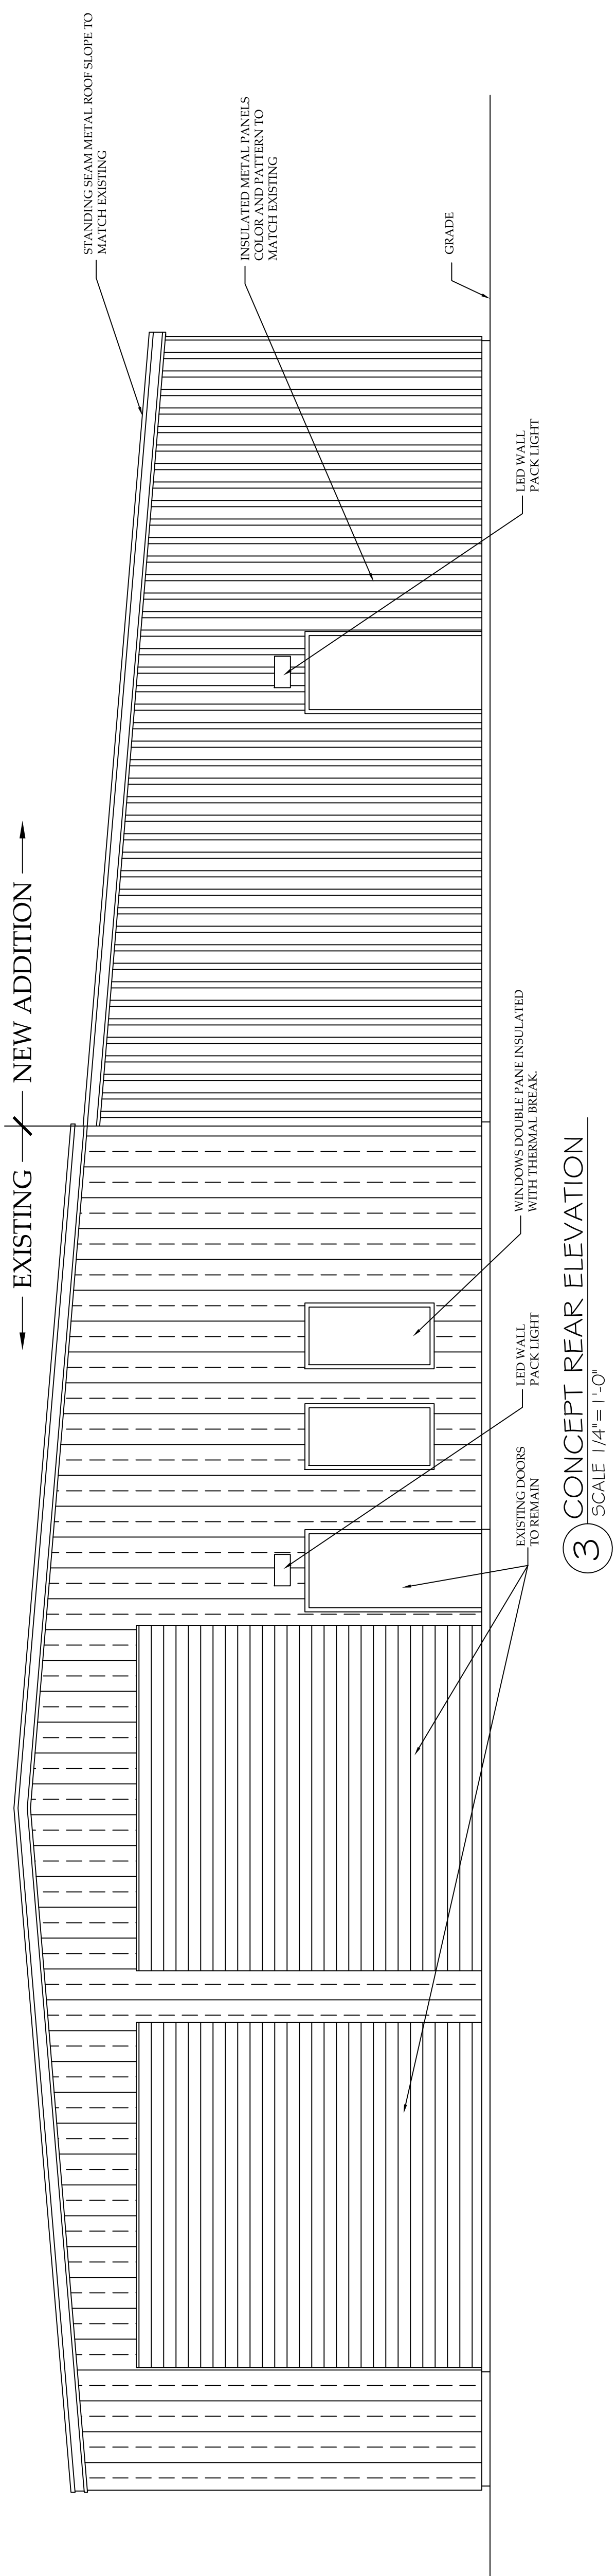 EXISTING
NEW ADDITION
STANDING SEAM METAL ROOF SLOPE TO
MATCH EXISTING
INSULATED METAL PANELS
COLOR AND PATTERN TO
MATCH EXISTING
GRADE
EXISTING DOORS
TO REMAIN
LED WALL
PACK LIGHT
WINDOWS DOUBLE PANE INSULATED
WITH THERMAL BREAK.
LED WALL
PACK LIGHT
3 CONCEPT REAR ELEVATION
SCALE 1/4"=1'-0"